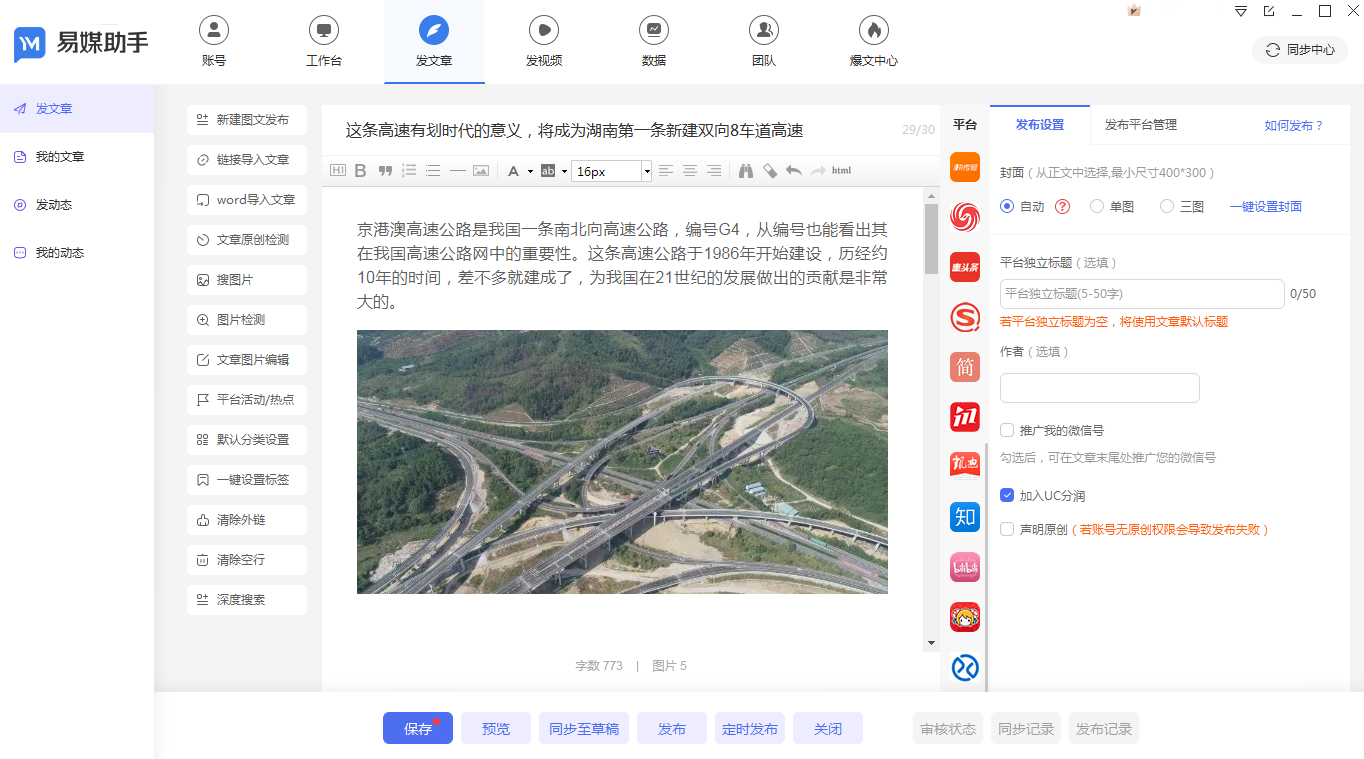 易媒助手
账号
工作台
发文章
发视频
数据
团队
爆文中心
同步中心
发文章
我的文章
发动态
我的动态
新建图文发布
链接导入文章
word导入文章
文章原创检测
搜图片
图片检测
文章图片编辑
平台活动/热点
默认分类设置
一键设置标签
清除外链
清除空行
深度搜索
这条高速有划时代的意义，将成为湖南第一条新建双向8车道高速
29/30
H1 B A ab 16px html
京港澳高速公路是我国一条南北向高速公路，编号G4，从编号也能看出其
在我国高速公路网中的重要性。这条高速公路于1986年开始建设，历经约
10年的时间，差不多就建成了，为我国在21世纪的发展做出的贡献是非常
大的。
字数 773 | 图片 5
平台
快传号
惠头条
简
凯迪
知
bilibili
发布设置
发布平台管理
如何发布？
封面（从正文中选择,最小尺寸400*300）
自动
单图
三图
一键设置封面
平台独立标题（选填）
平台独立标题(5-50字)
0/50
若平台独立标题为空，将使用文章默认标题
作者（选填）
推广我的微信号
勾选后，可在文章末尾处推广您的微信号
加入UC分润
声明原创（若账号无原创权限会导致发布失败）
保存
预览
同步至草稿
发布
定时发布
关闭
审核状态
同步记录
发布记录